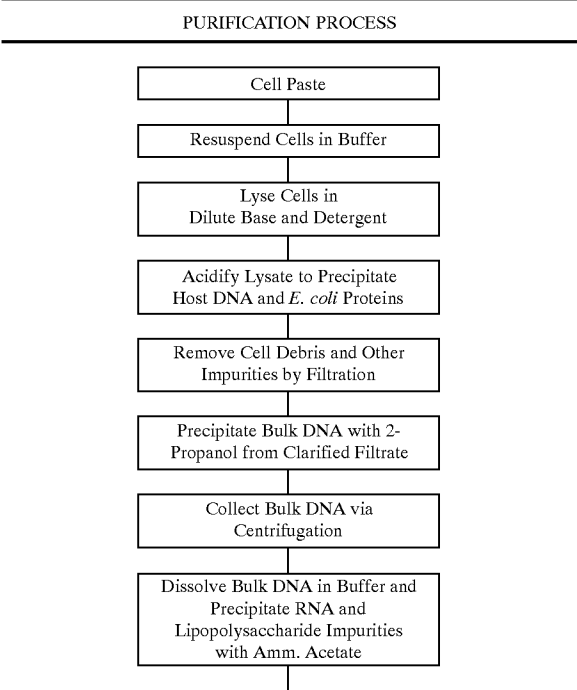 PURIFICATION PROCESS
Cell Paste
Resuspend Cells in Buffer
Lyse Cells in
Dilute Base and Detergent
Acidify Lysate to Precipitate
Host DNA and E. coli Proteins
Remove Cell Debris and Other
Impurities by Filtration
Precipitate Bulk DNA with 2-
Propanol from Clarified Filtrate
Collect Bulk DNA via
Centrifugation
Dissolve Bulk DNA in Buffer and
Precipitate RNA and
Lipopolysaccharide Impurities
with Amm. Acetate